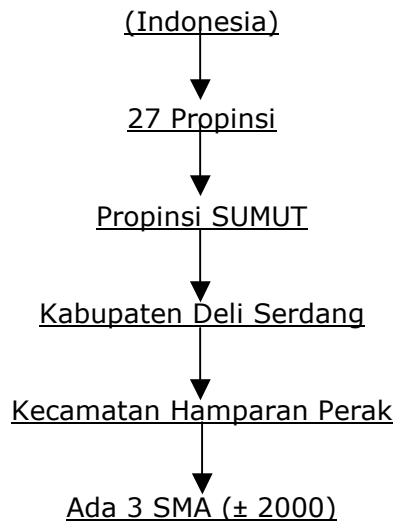 (Indonesia)
27 Propinsi
Propinsi SUMUT
Kabupaten Deli Serdang
Kecamatan Hamparan Perak
Ada 3 SMA (± 2000)